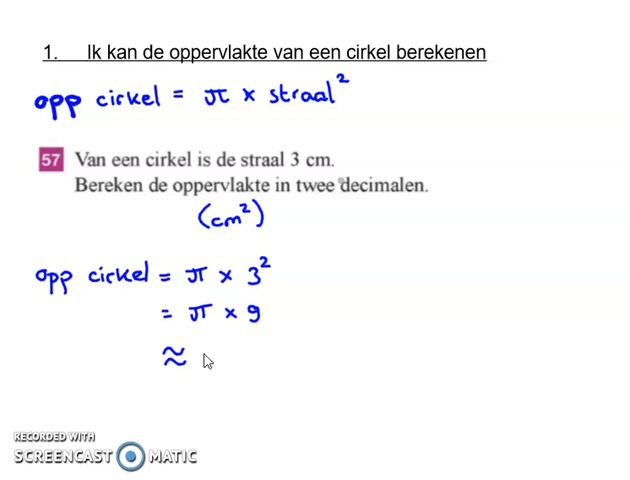 1. Ik kan de oppervlakte van een cirkel berekenen
opp cirkel = π × straal²
57 Van een cirkel is de straal 3 cm.
Bereken de oppervlakte in twee decimalen.
(cm²)
opp cirkel = π × 3²
= π × 9
≈
RECORDED WITH
SCREENCAST MATIC